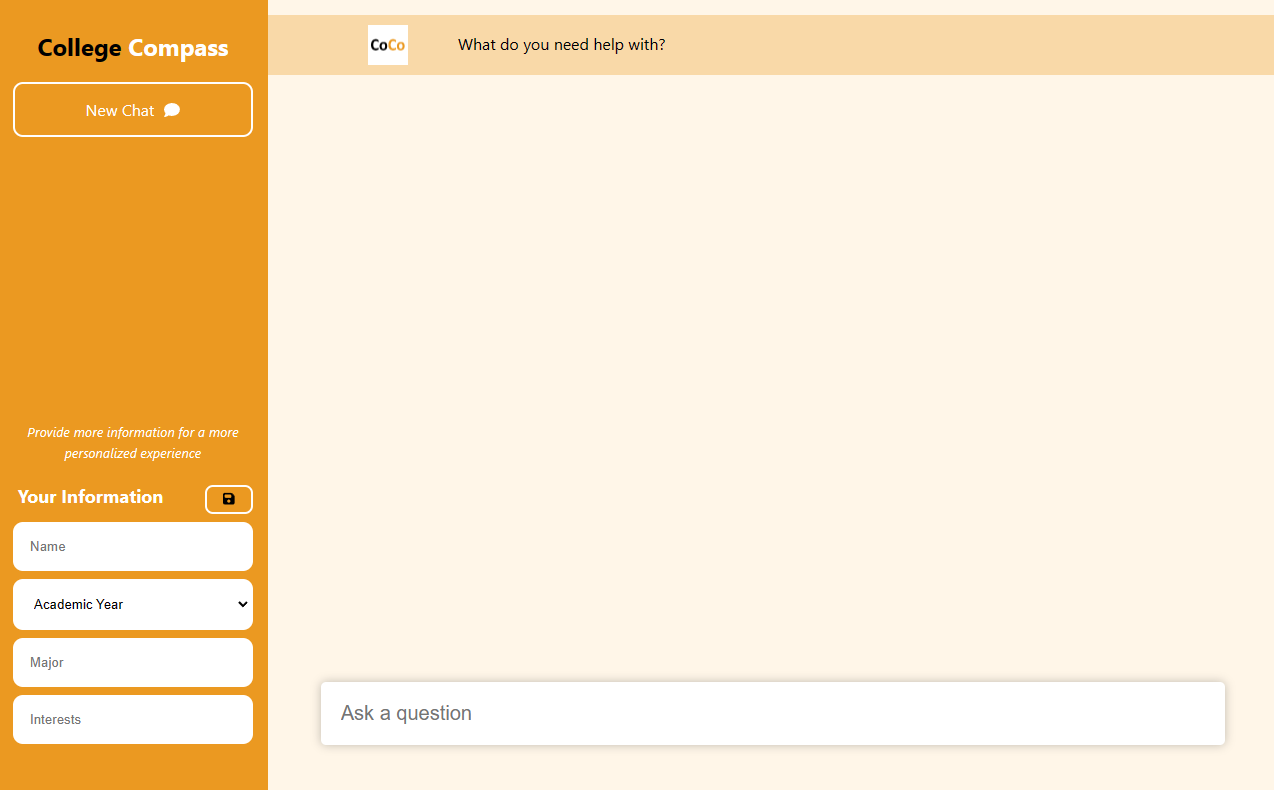 College Compass
New Chat
Provide more information for a more
personalized experience
Your Information
Name
Academic Year
Major
Interests
CoCo
What do you need help with?
Ask a question